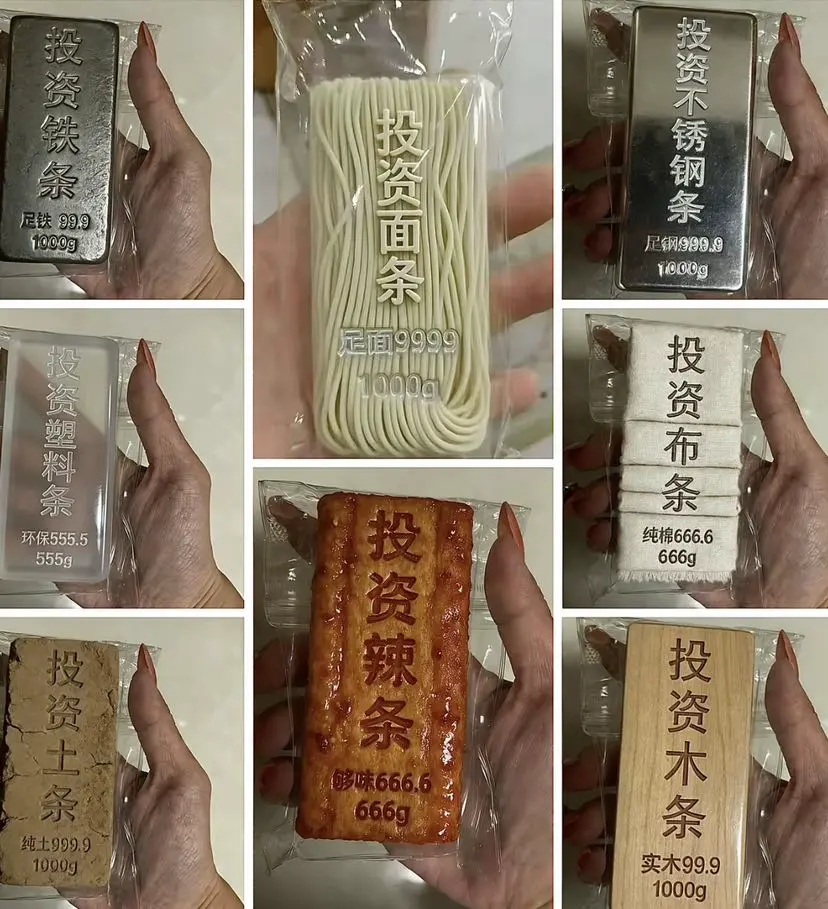 投资铁条
足铁 99.9
1000g
投资面条
足面9999
1000g
投资不锈钢条
足钢999.9
1000g
投资塑料条
环保555.5
555g
投资辣条
够味666.6
666g
投资布条
纯棉666.6
666g
投资土条
纯土999.9
1000g
投资木条
实木99.9
1000g